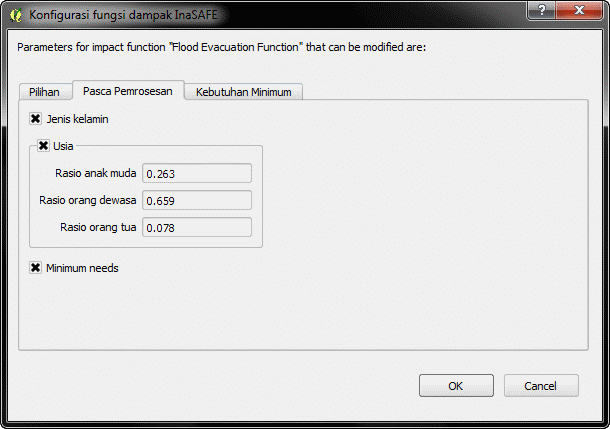 Konfigurasi fungsi dampak InaSAFE
Parameters for impact function "Flood Evacuation Function" that can be modified are:
Pilihan Pasca Pemrosesan Kebutuhan Minimum
Jenis kelamin
Usia
Rasio anak muda 0.263
Rasio orang dewasa 0.659
Rasio orang tua 0.078
Minimum needs
OK Cancel